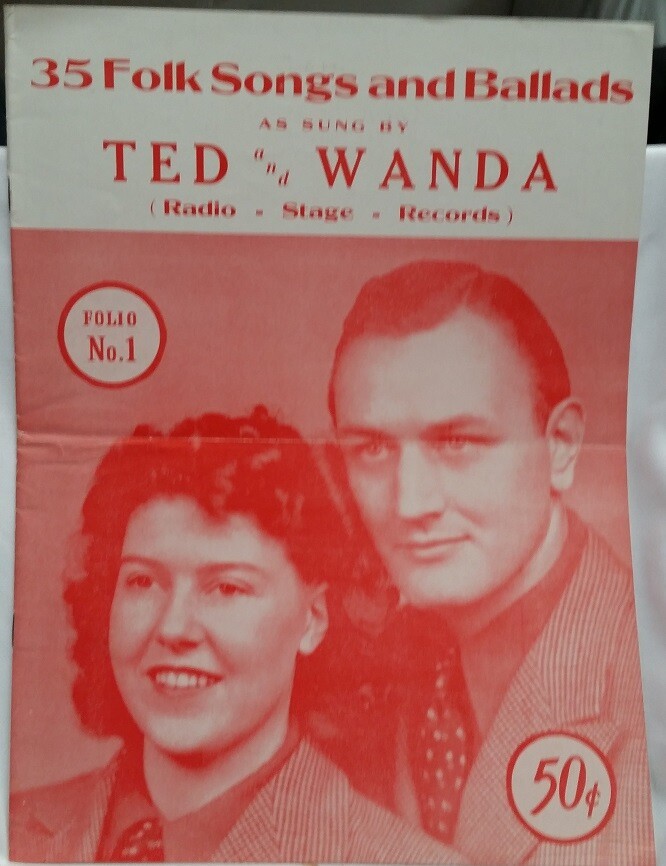 35 Folk Songs and Ballads
AS SUNG BY
TED and WANDA
(Radio - Stage - Records)
FOLIO
No. 1
50¢